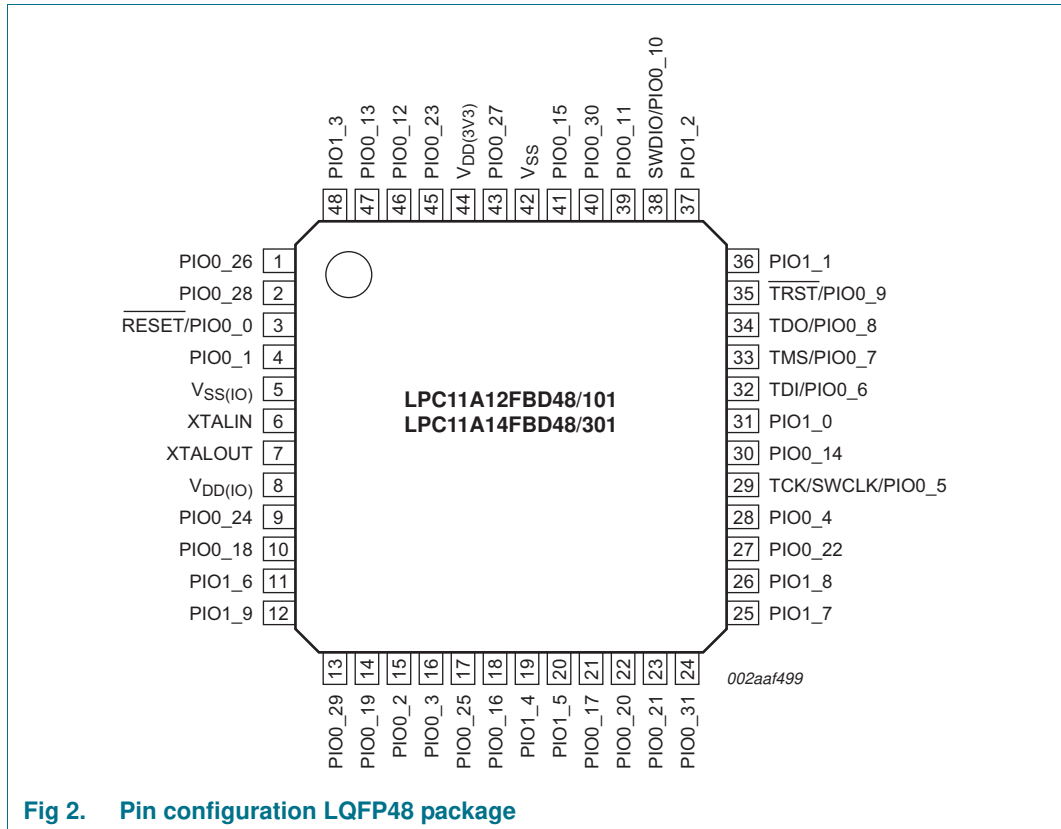 PIO1_3
PIO0_13
PIO0_12
PIO0_23
VDD(3V3)
PIO0_27
VSS
PIO0_15
PIO0_30
PIO0_11
SWDIO/PIO0_10
PIO1_2
48
47
46
45
44
43
42
41
40
39
38
37
PIO0_26 1
PIO0_28 2
RESET/PIO0_0 3
PIO0_1 4
VSS(IO) 5
XTALIN 6
XTALOUT 7
VDD(IO) 8
PIO0_24 9
PIO0_18 10
PIO1_6 11
PIO1_9 12
LPC11A12FBD48/101
LPC11A14FBD48/301
36 PIO1_1
35 TRST/PIO0_9
34 TDO/PIO0_8
33 TMS/PIO0_7
32 TDI/PIO0_6
31 PIO1_0
30 PIO0_14
29 TCK/SWCLK/PIO0_5
28 PIO0_4
27 PIO0_22
26 PIO1_8
25 PIO1_7
13
14
15
16
17
18
19
20
21
22
23
24
PIO0_29
PIO0_19
PIO0_2
PIO0_3
PIO0_25
PIO0_16
PIO1_4
PIO1_5
PIO0_17
PIO0_20
PIO0_21
PIO0_31
002aaf499
Fig 2. Pin configuration LQFP48 package